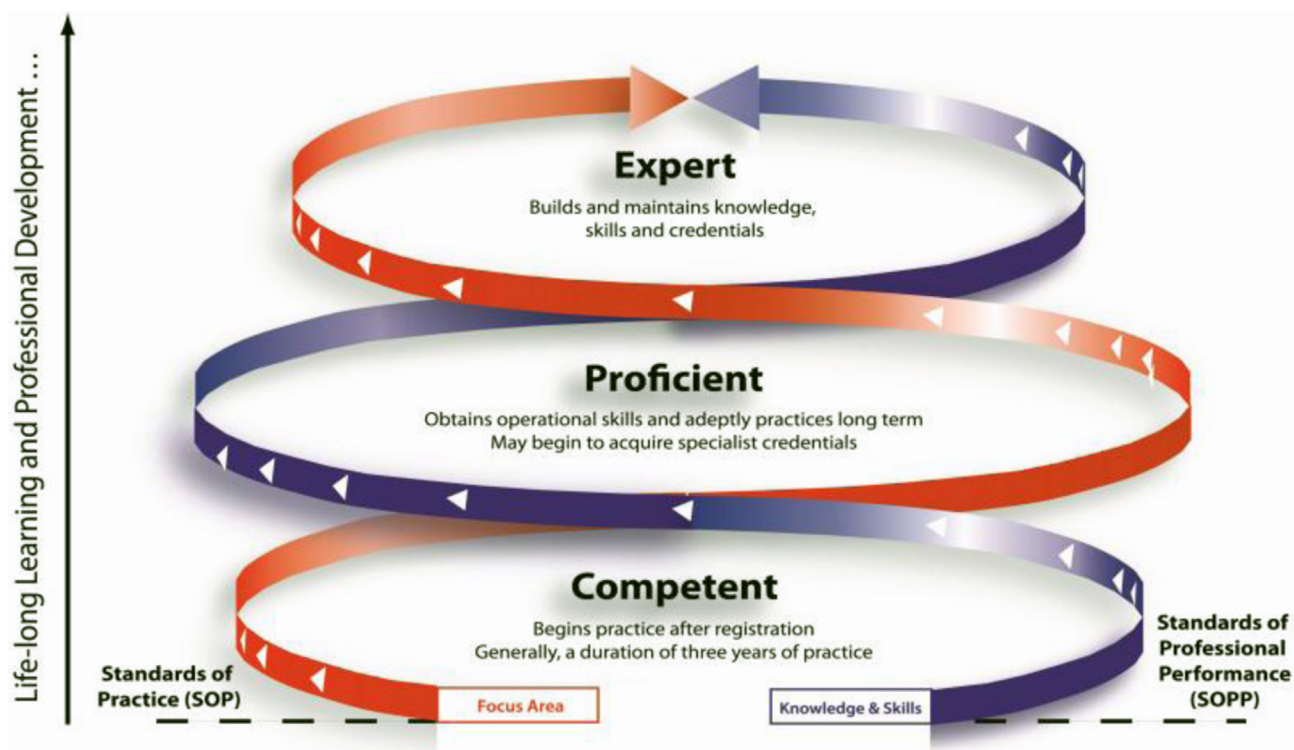 Life-long Learning and Professional Development ...
Expert
Builds and maintains knowledge,
skills and credentials
Proficient
Obtains operational skills and adeptly practices long term
May begin to acquire specialist credentials
Competent
Begins practice after registration
Generally, a duration of three years of practice
Standards of
Practice (SOP)
Focus Area
Knowledge & Skills
Standards of
Professional
Performance
(SOPP)